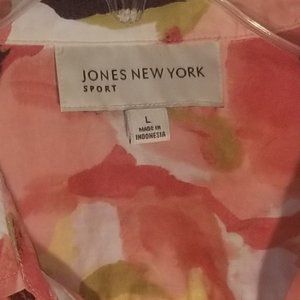 JONES NEW YORK
SPORT
L
MADE IN
INDONESIA